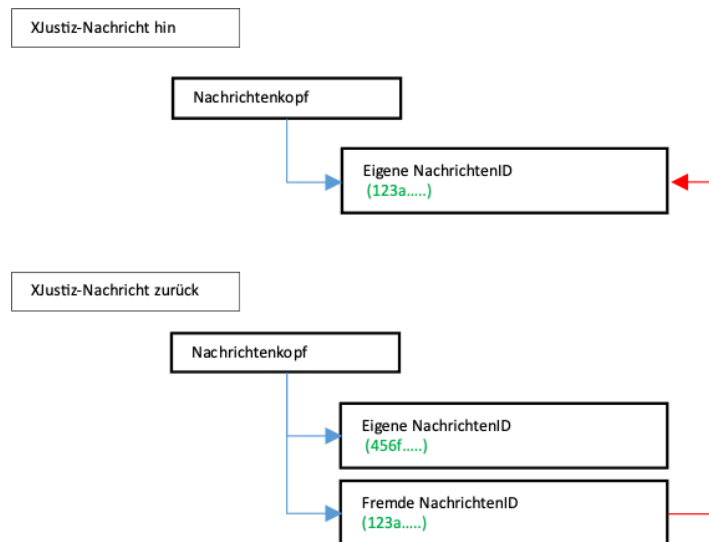 XJustiz-Nachricht hin
Nachrichtenkopf
Eigene NachrichtenID
(123a.....)
XJustiz-Nachricht zurück
Nachrichtenkopf
Eigene NachrichtenID
(456f.....)
Fremde NachrichtenID
(123a.....)